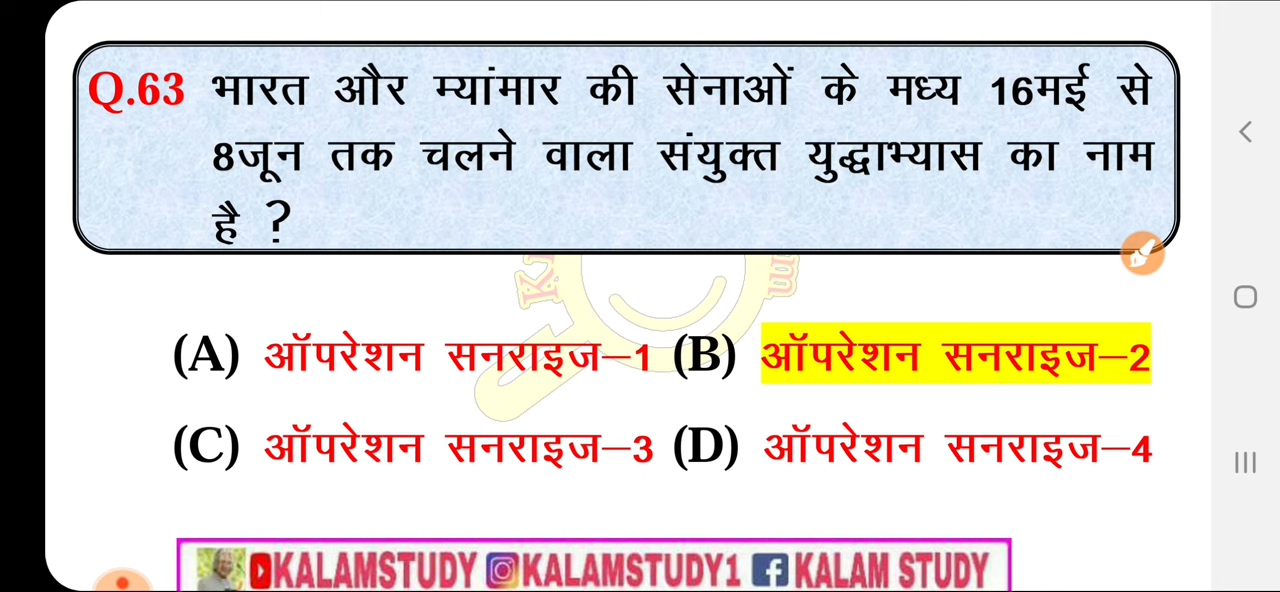 Q.63 भारत और म्यांमार की सेनाओं के मध्य 16मई से
8जून तक चलने वाला संयुक्त युद्धाभ्यास का नाम
है ?
(A) ऑपरेशन सनराइज–1 (B) ऑपरेशन सनराइज–2
(C) ऑपरेशन सनराइज–3 (D) ऑपरेशन सनराइज–4
KALAMSTUDY KALAMSTUDY1 KALAM STUDY